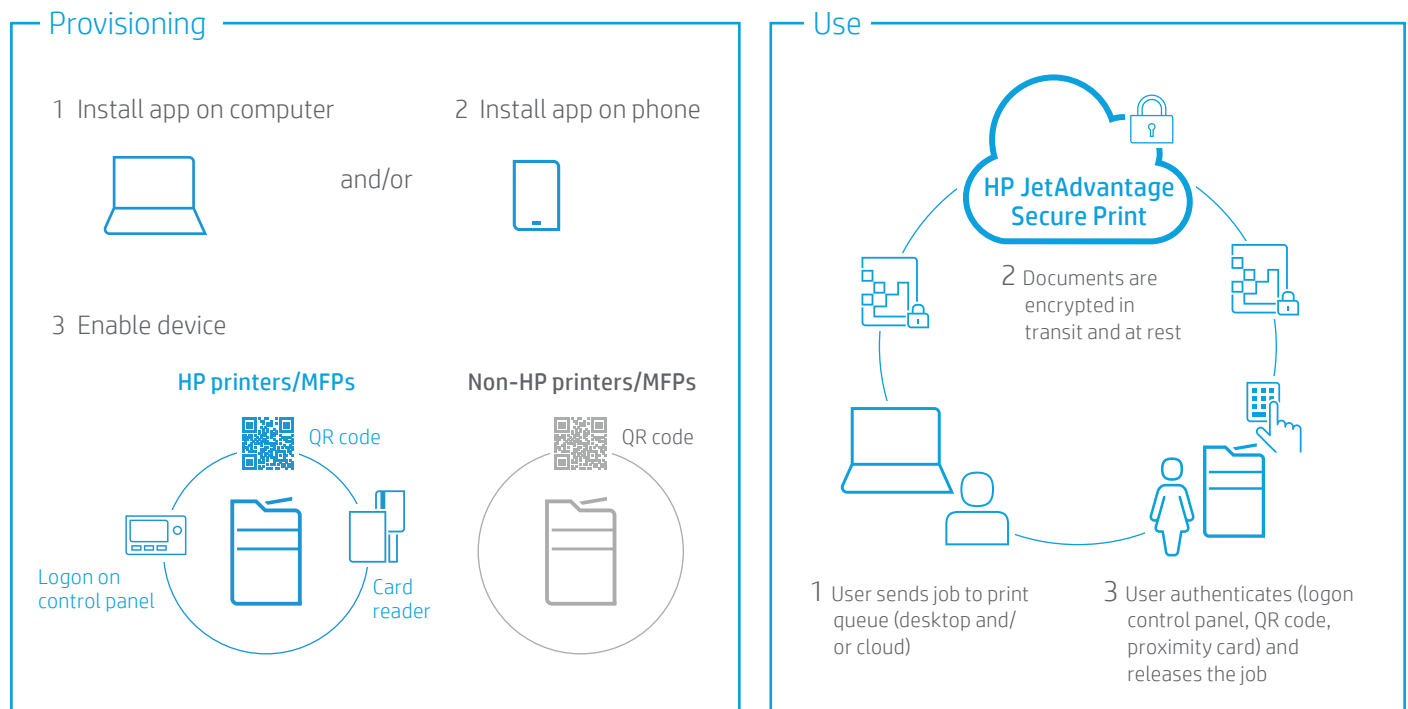 Provisioning
1 Install app on computer
and/or
2 Install app on phone
3 Enable device
HP printers/MFPs
QR code
Logon on
control panel
Card
reader
Non-HP printers/MFPs
QR code
Use
HP JetAdvantage
Secure Print
2 Documents are
encrypted in
transit and at rest
1 User sends job to print
queue (desktop and/
or cloud)
3 User authenticates (logon
control panel, QR code,
proximity card) and
releases the job